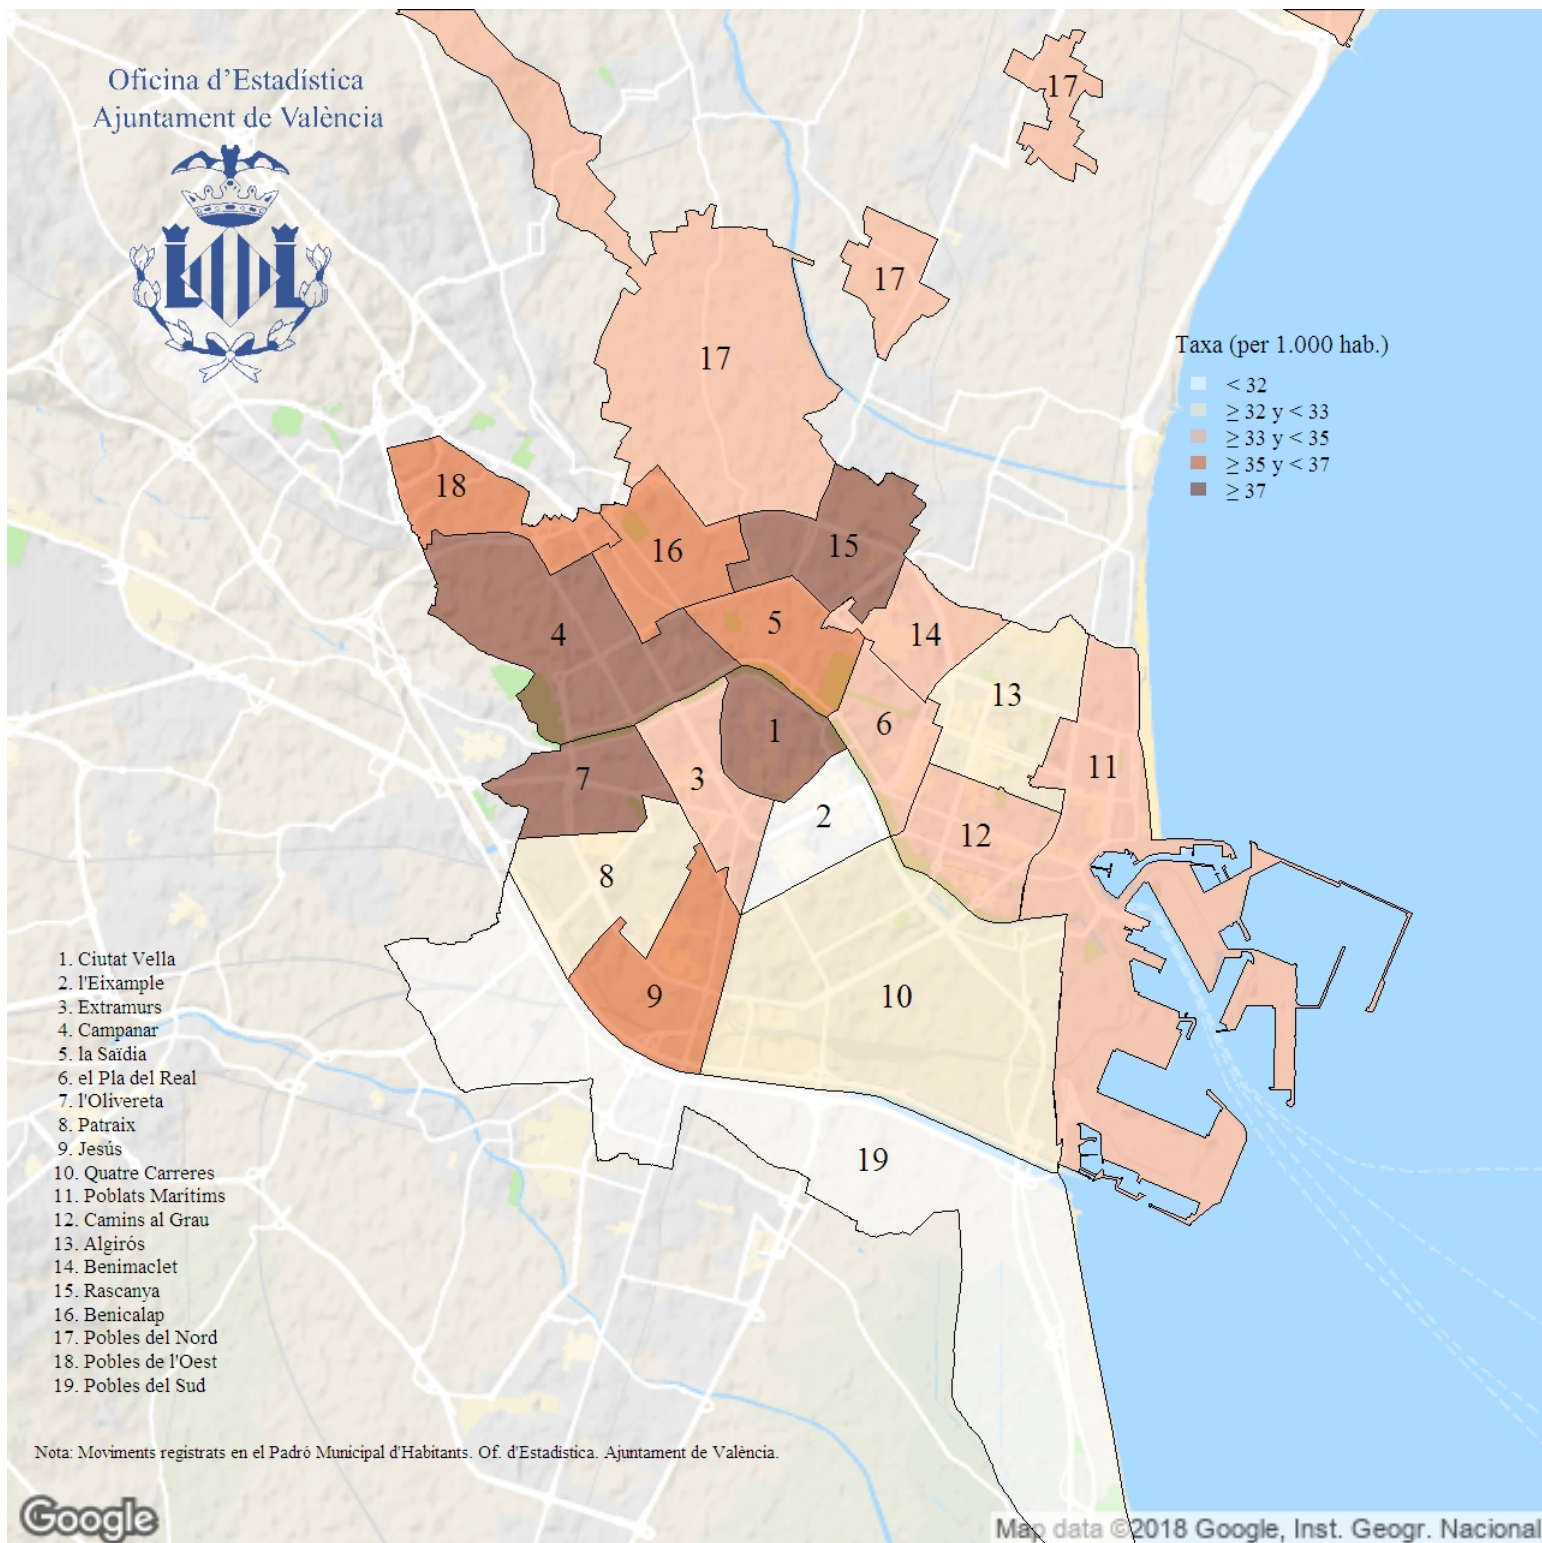 Oficina d'Estadística
Ajuntament de València
17
17
17
Taxa (per 1.000 hab.)
< 32
≥ 32 y < 33
≥ 33 y < 35
≥ 35 y < 37
≥ 37
18
16
15
5
4
14
13
6
1
11
7
3
2
12
8
9
10
19
1. Ciutat Vella
2. l'Eixample
3. Extramurs
4. Campanar
5. la Saïdia
6. el Pla del Real
7. l'Olivereta
8. Patraix
9. Jesús
10. Quatre Carreres
11. Poblats Marítims
12. Camins al Grau
13. Algirós
14. Benimaclet
15. Rascanya
16. Benicalap
17. Pobles del Nord
18. Pobles de l'Oest
19. Pobles del Sud
Nota: Moviments registrats en el Padró Municipal d'Habitants. Of. d'Estadística. Ajuntament de València.
Google
Map data ©2018 Google, Inst. Geogr. Nacional